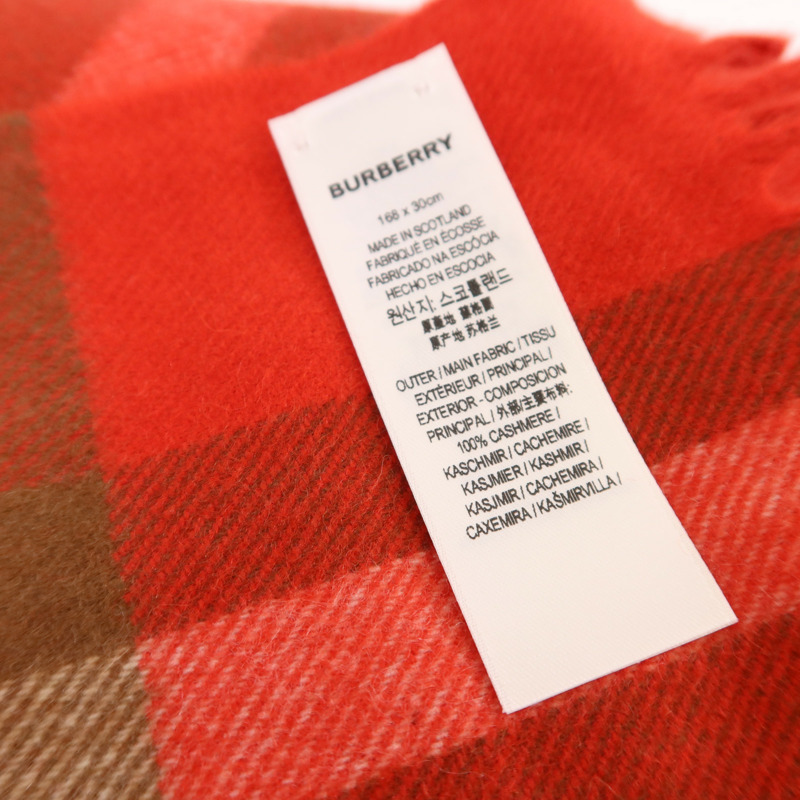 BURBERRY
168 x 30cm
MADE IN SCOTLAND
FABRIQUÉ EN ÉCOSSE
FABRICADO NA ESCÓCIA
HECHO EN ESCOCIA
원산지: 스코틀랜드
原產地 蘇格蘭
原产地 苏格兰
OUTER / MAIN FABRIC / TISSU
EXTÉRIEUR / PRINCIPAL /
EXTERIOR - COMPOSICION
PRINCIPAL / 外部/主要布料:
100% CASHMERE /
KASCHMIR / CACHEMIRE /
KASJMIER / KASHMIR /
KASJMIR / CACHEMIRA /
CAXEMIRA / KAŠMIRVILLA /